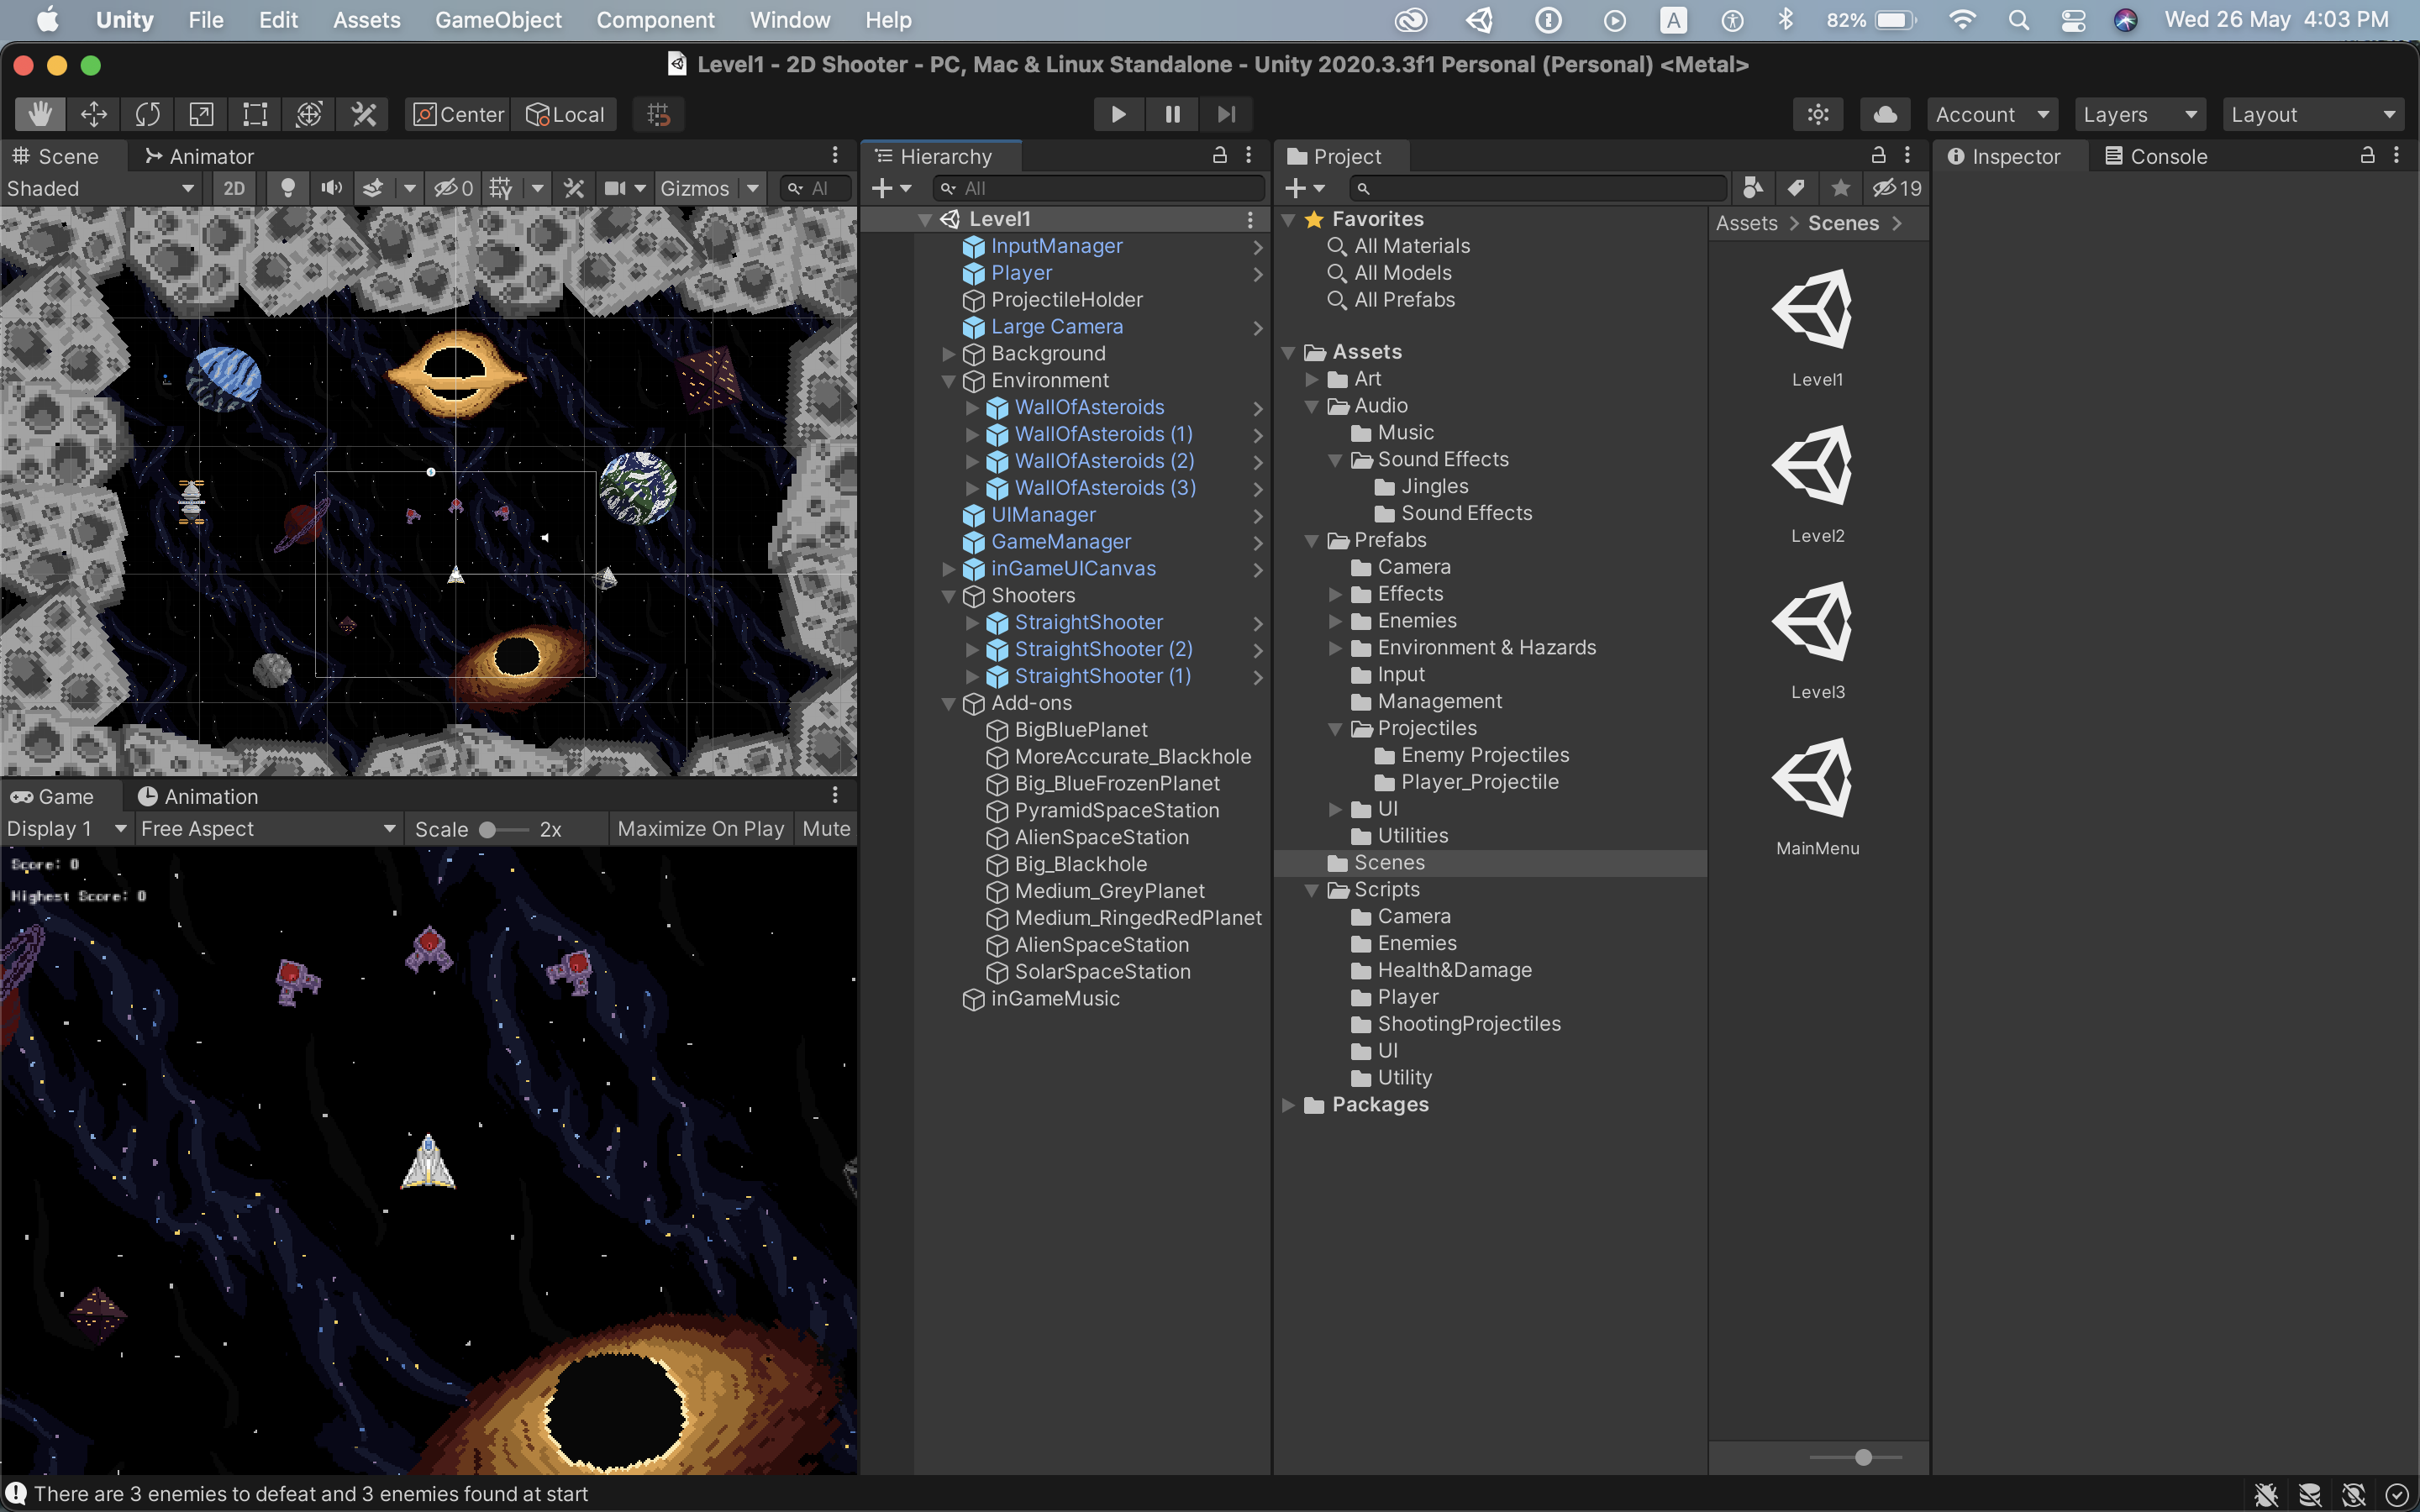 Unity File Edit Assets GameObject Component Window Help A 82% Wed 26 May 4:03 PM
Level1 - 2D Shooter - PC, Mac & Linux Standalone - Unity 2020.3.3f1 Personal (Personal) <Metal>
Center Local Account Layers Layout
Scene Animator
Shaded 2D 0 Gizmos Al
Hierarchy
All
Level1
InputManager
Player
ProjectileHolder
Large Camera
Background
Environment
WallOfAsteroids
WallOfAsteroids (1)
WallOfAsteroids (2)
WallOfAsteroids (3)
UIManager
GameManager
inGameUICanvas
Shooters
StraightShooter
StraightShooter (2)
StraightShooter (1)
Add-ons
BigBluePlanet
MoreAccurate_Blackhole
Big_BlueFrozenPlanet
PyramidSpaceStation
AlienSpaceStation
Big_Blackhole
Medium_GreyPlanet
Medium_RingedRedPlanet
AlienSpaceStation
SolarSpaceStation
inGameMusic
Project
19
Favorites
All Materials
All Models
All Prefabs
Assets
Art
Audio
Music
Sound Effects
Jingles
Sound Effects
Prefabs
Camera
Effects
Enemies
Environment & Hazards
Input
Management
Projectiles
Enemy Projectiles
Player_Projectile
UI
Utilities
Scenes
Scripts
Camera
Enemies
Health&Damage
Player
ShootingProjectiles
UI
Utility
Packages
Assets > Scenes >
Level1
Level2
Level3
MainMenu
Inspector Console
Game Animation
Display 1 Free Aspect Scale 2x Maximize On Play Mute
Score: 0
Highest Score: 0
There are 3 enemies to defeat and 3 enemies found at start